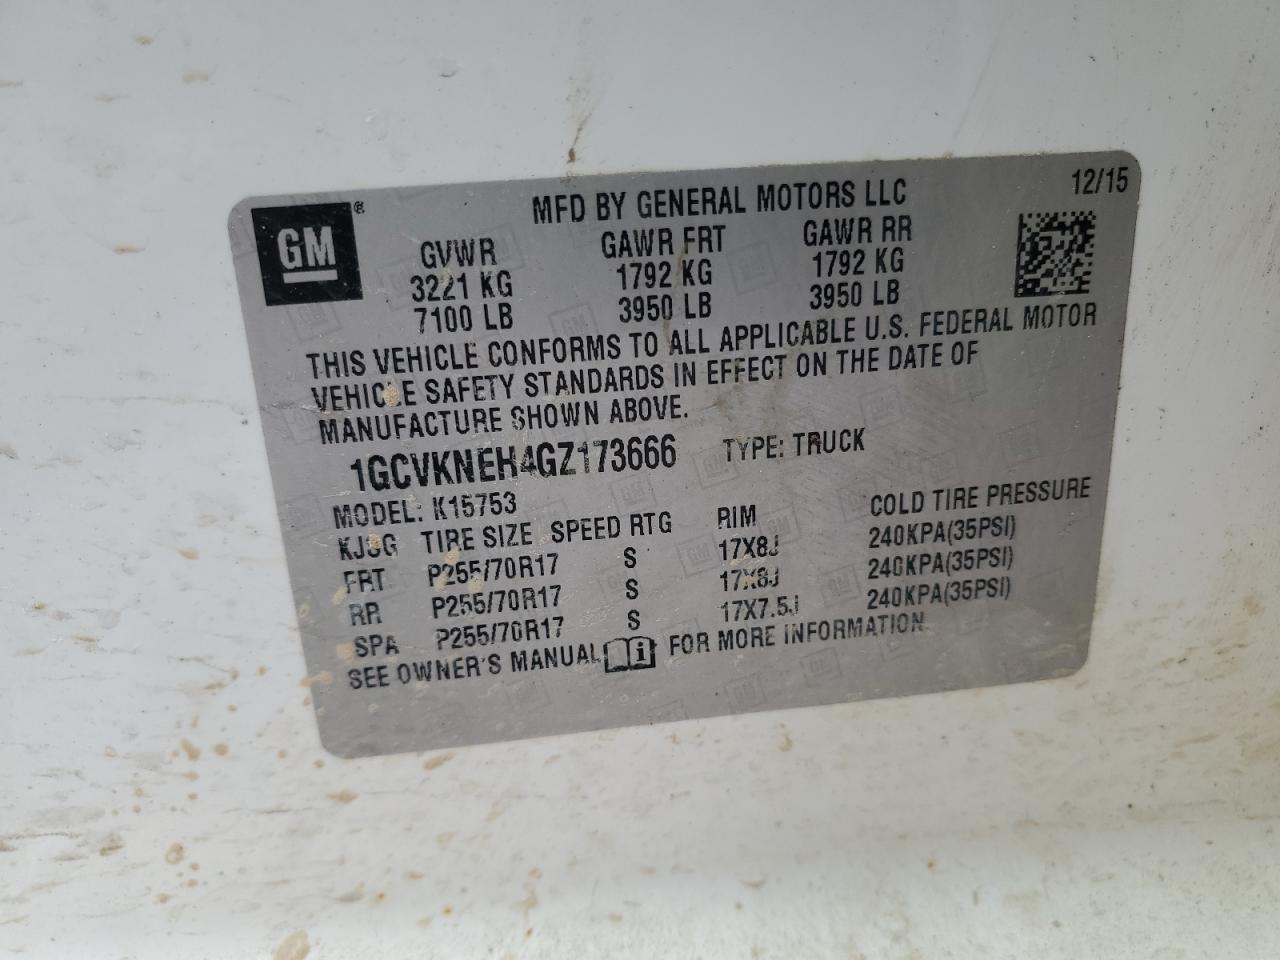 MFD BY GENERAL MOTORS LLC 12/15
GM®
GVWR GAWR FRT GAWR RR
3221 KG 1792 KG 1792 KG
7100 LB 3950 LB 3950 LB
THIS VEHICLE CONFORMS TO ALL APPLICABLE U.S. FEDERAL MOTOR
VEHICLE SAFETY STANDARDS IN EFFECT ON THE DATE OF
MANUFACTURE SHOWN ABOVE.
1GCVKNEH4GZ173666 TYPE: TRUCK
MODEL: K15753
TIRE SIZE SPEED RTG RIM COLD TIRE PRESSURE
FRT P255/70R17 S 17X8J 240KPA(35PSI)
RR P255/70R17 S 17X8J 240KPA(35PSI)
SPA P255/70R17 S 17X7.5J 240KPA(35PSI)
SEE OWNER'S MANUAL i FOR MORE INFORMATION